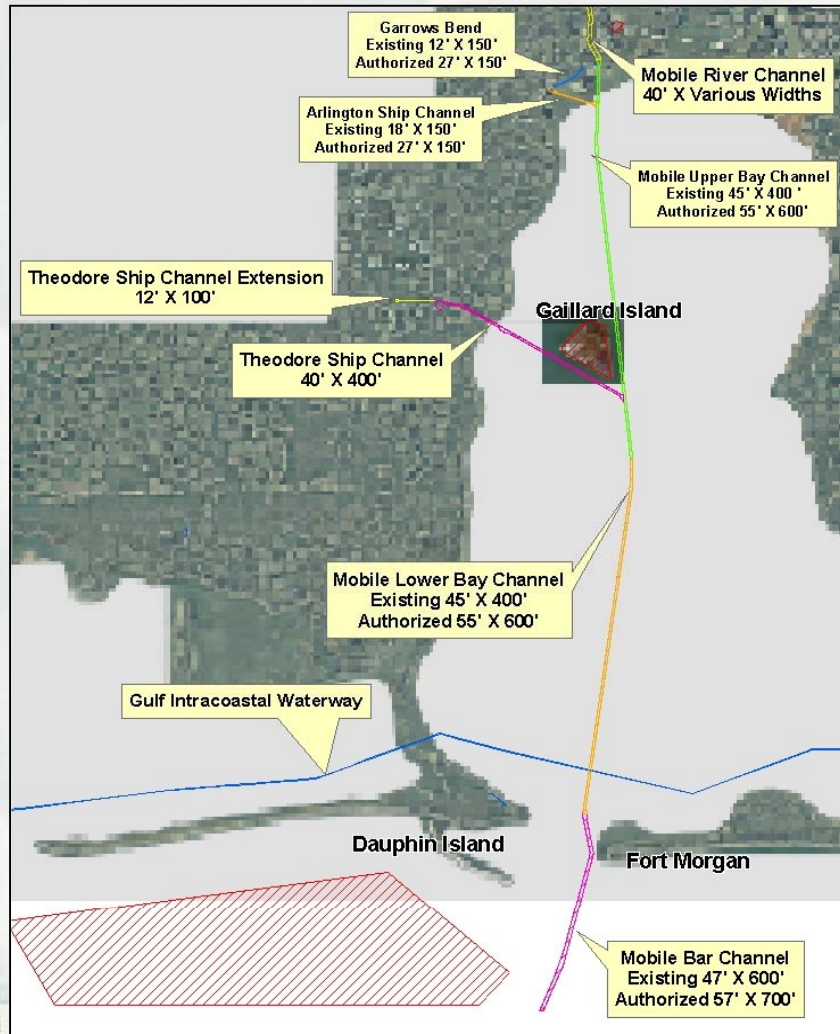 Garrows Bend
Existing 12' X 150'
Authorized 27' X 150'
Mobile River Channel
40' X Various Widths
Arlington Ship Channel
Existing 18' X 150'
Authorized 27' X 150'
Mobile Upper Bay Channel
Existing 45' X 400 '
Authorized 55' X 600'
Theodore Ship Channel Extension
12' X 100'
Gaillard Island
Theodore Ship Channel
40' X 400'
Mobile Lower Bay Channel
Existing 45' X 400'
Authorized 55' X 600'
Gulf Intracoastal Waterway
Dauphin Island
Fort Morgan
Mobile Bar Channel
Existing 47' X 600'
Authorized 57' X 700'